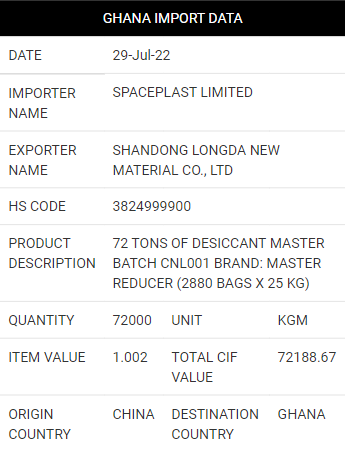 GHANA IMPORT DATA
DATE 29-Jul-22
IMPORTER SPACEPLAST LIMITED
NAME
EXPORTER SHANDONG LONGDA NEW
NAME MATERIAL CO., LTD
HS CODE 3824999900
PRODUCT 72 TONS OF DESICCANT MASTER
DESCRIPTION BATCH CNL001 BRAND: MASTER
REDUCER (2880 BAGS X 25 KG)
QUANTITY 72000 UNIT KGM
ITEM VALUE 1.002 TOTAL CIF 72188.67
VALUE
ORIGIN CHINA DESTINATION GHANA
COUNTRY COUNTRY